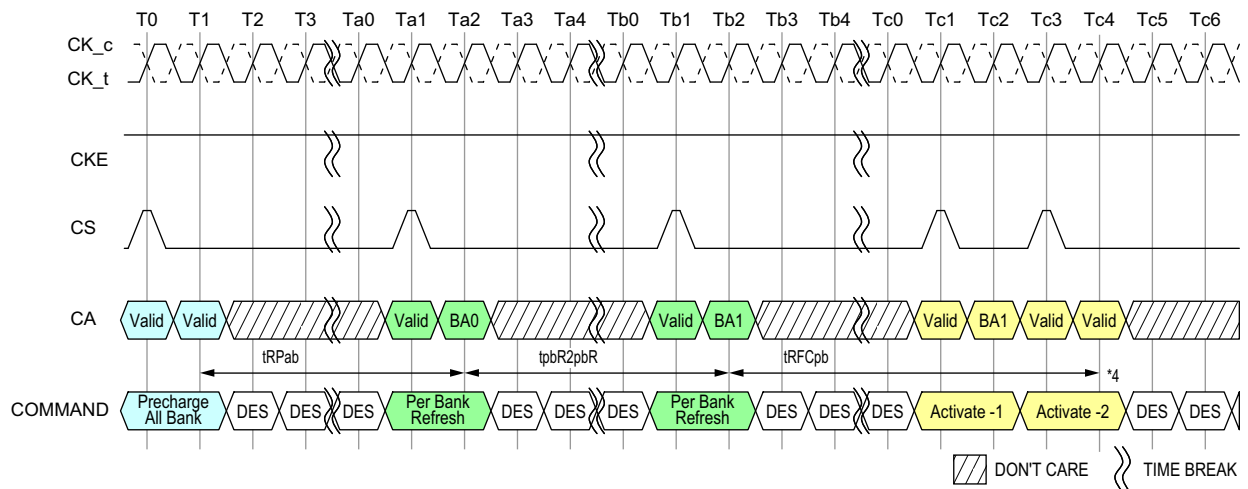 T0 T1 T2 T3 Ta0 Ta1 Ta2 Ta3 Ta4 Tb0 Tb1 Tb2 Tb3 Tb4 Tc0 Tc1 Tc2 Tc3 Tc4 Tc5 Tc6
CK_c
CK_t
CKE
CS
CA Valid Valid Valid BA0 Valid BA1 Valid BA1 Valid Valid
tRPab tpbR2pbR tRFCpb *4
COMMAND Precharge All Bank DES DES DES Per Bank Refresh DES DES DES Per Bank Refresh DES DES DES Activate -1 Activate -2 DES DES
DON'T CARE TIME BREAK